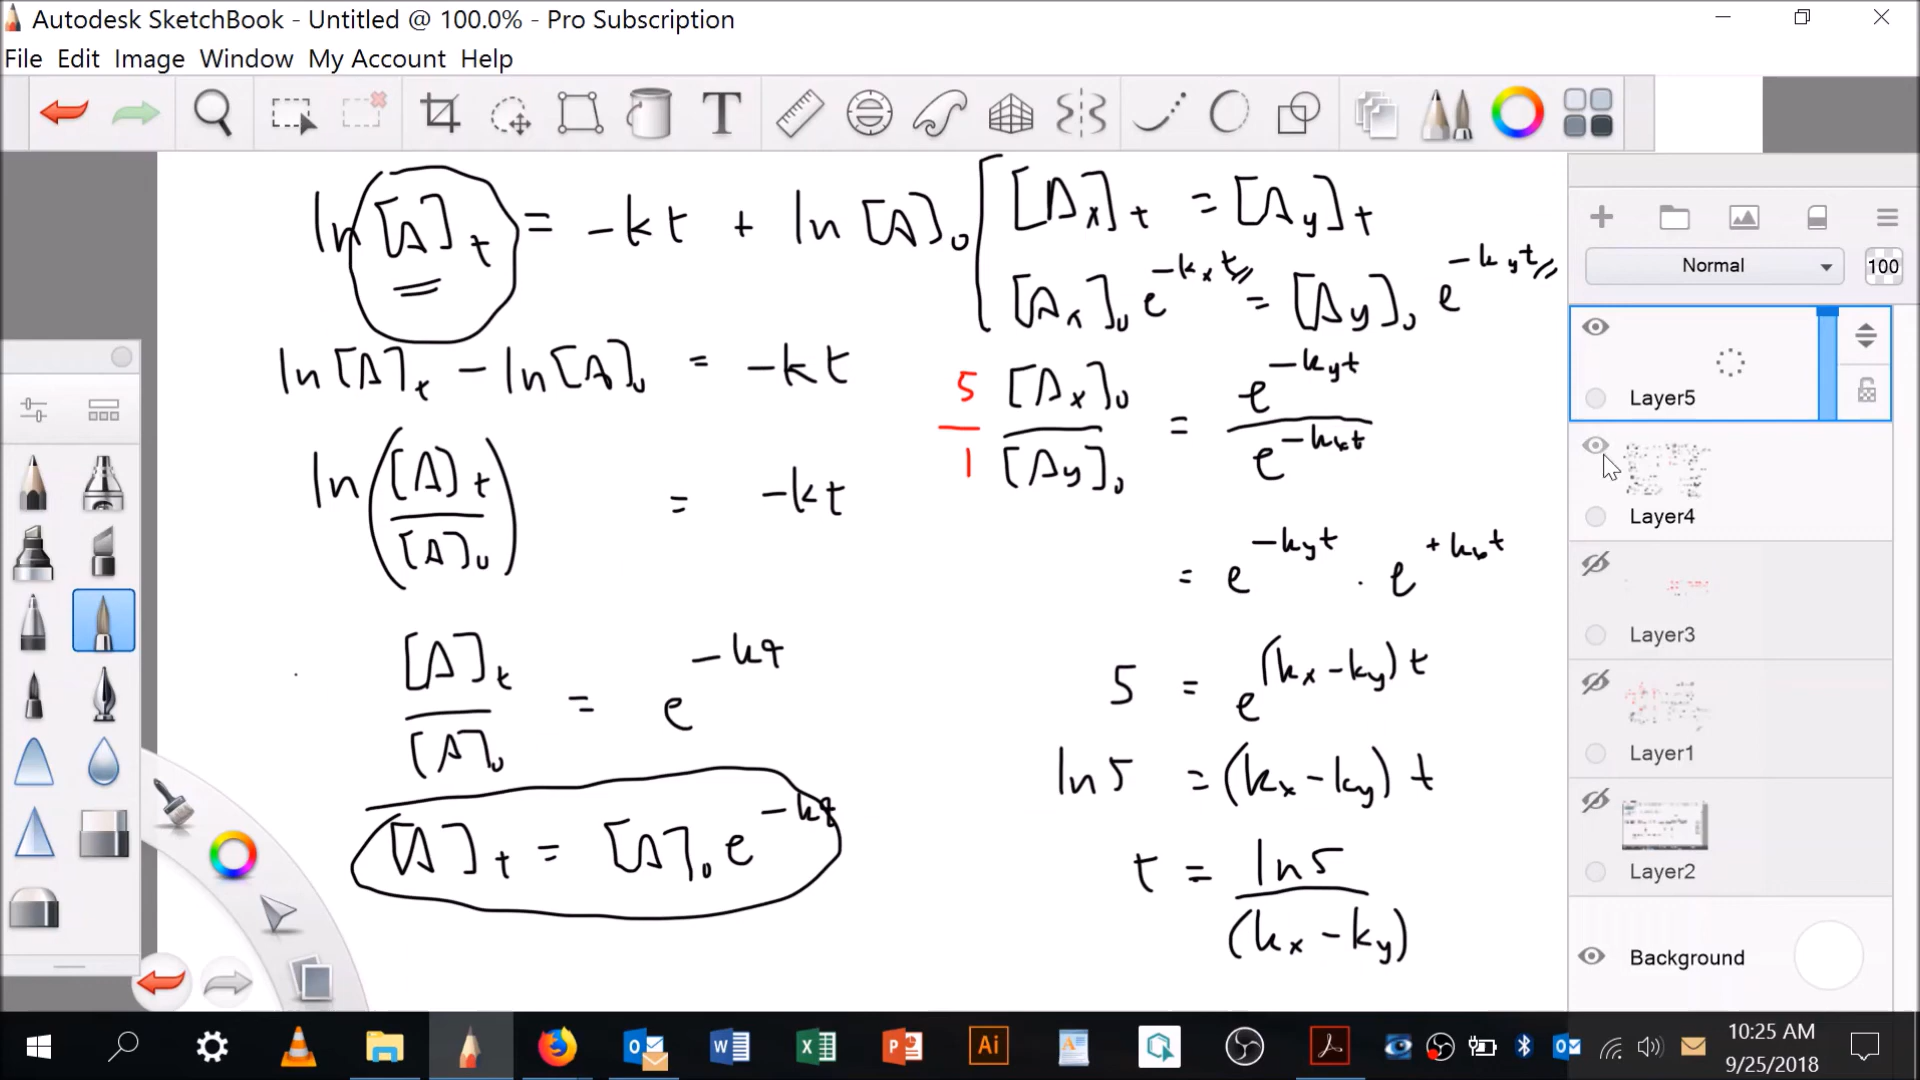 Autodesk SketchBook - Untitled @ 100.0% - Pro Subscription
File Edit Image Window My Account Help
ln [A]t = -kt + ln [A]0
ln[A]t - ln[A]0 = -kt
ln([A]t / [A]0) = -kt
[A]t / [A]0 = e^-kt
[A]t = [A]0 e^-kt
[Ax]t = [Ay]t
[Ax]0 e^-kxt = [Ay]0 e^-kyt
5/1 [Ax]0 / [Ay]0 = e^-kyt / e^-kxt
= e^-kyt · e^+kxt
5 = e^(kx-ky)t
ln5 = (kx-ky) t
t = ln5 / (kx-ky)
Normal
100
Layer5
Layer4
Layer3
Layer1
Layer2
Background
10:25 AM
9/25/2018